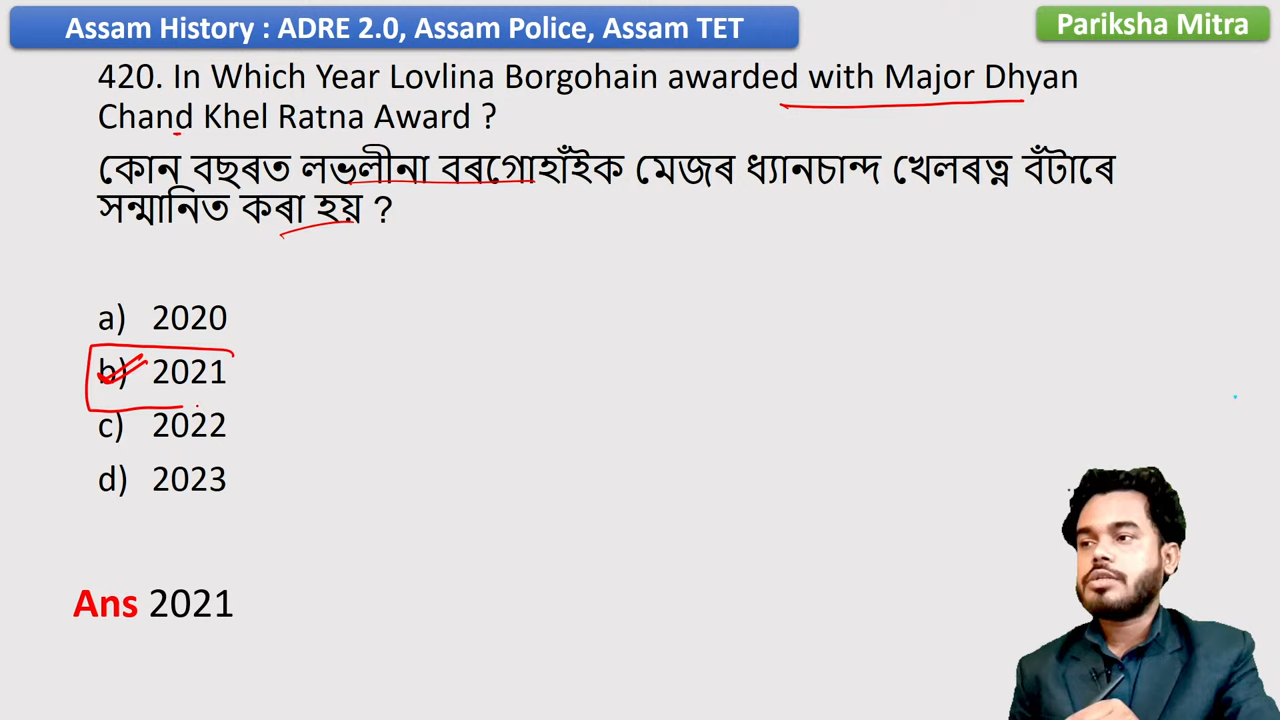 Assam History : ADRE 2.0, Assam Police, Assam TET
Pariksha Mitra
420. In Which Year Lovlina Borgohain awarded with Major Dhyan
Chand Khel Ratna Award ?
কোন বছৰত লভলীনা বৰগোহাঁইক মেজৰ ধ্যানচান্দ খেলৰত্ন বঁটাৰে
সন্মানিত কৰা হয় ?
a) 2020
b) 2021
c) 2022
d) 2023
Ans 2021